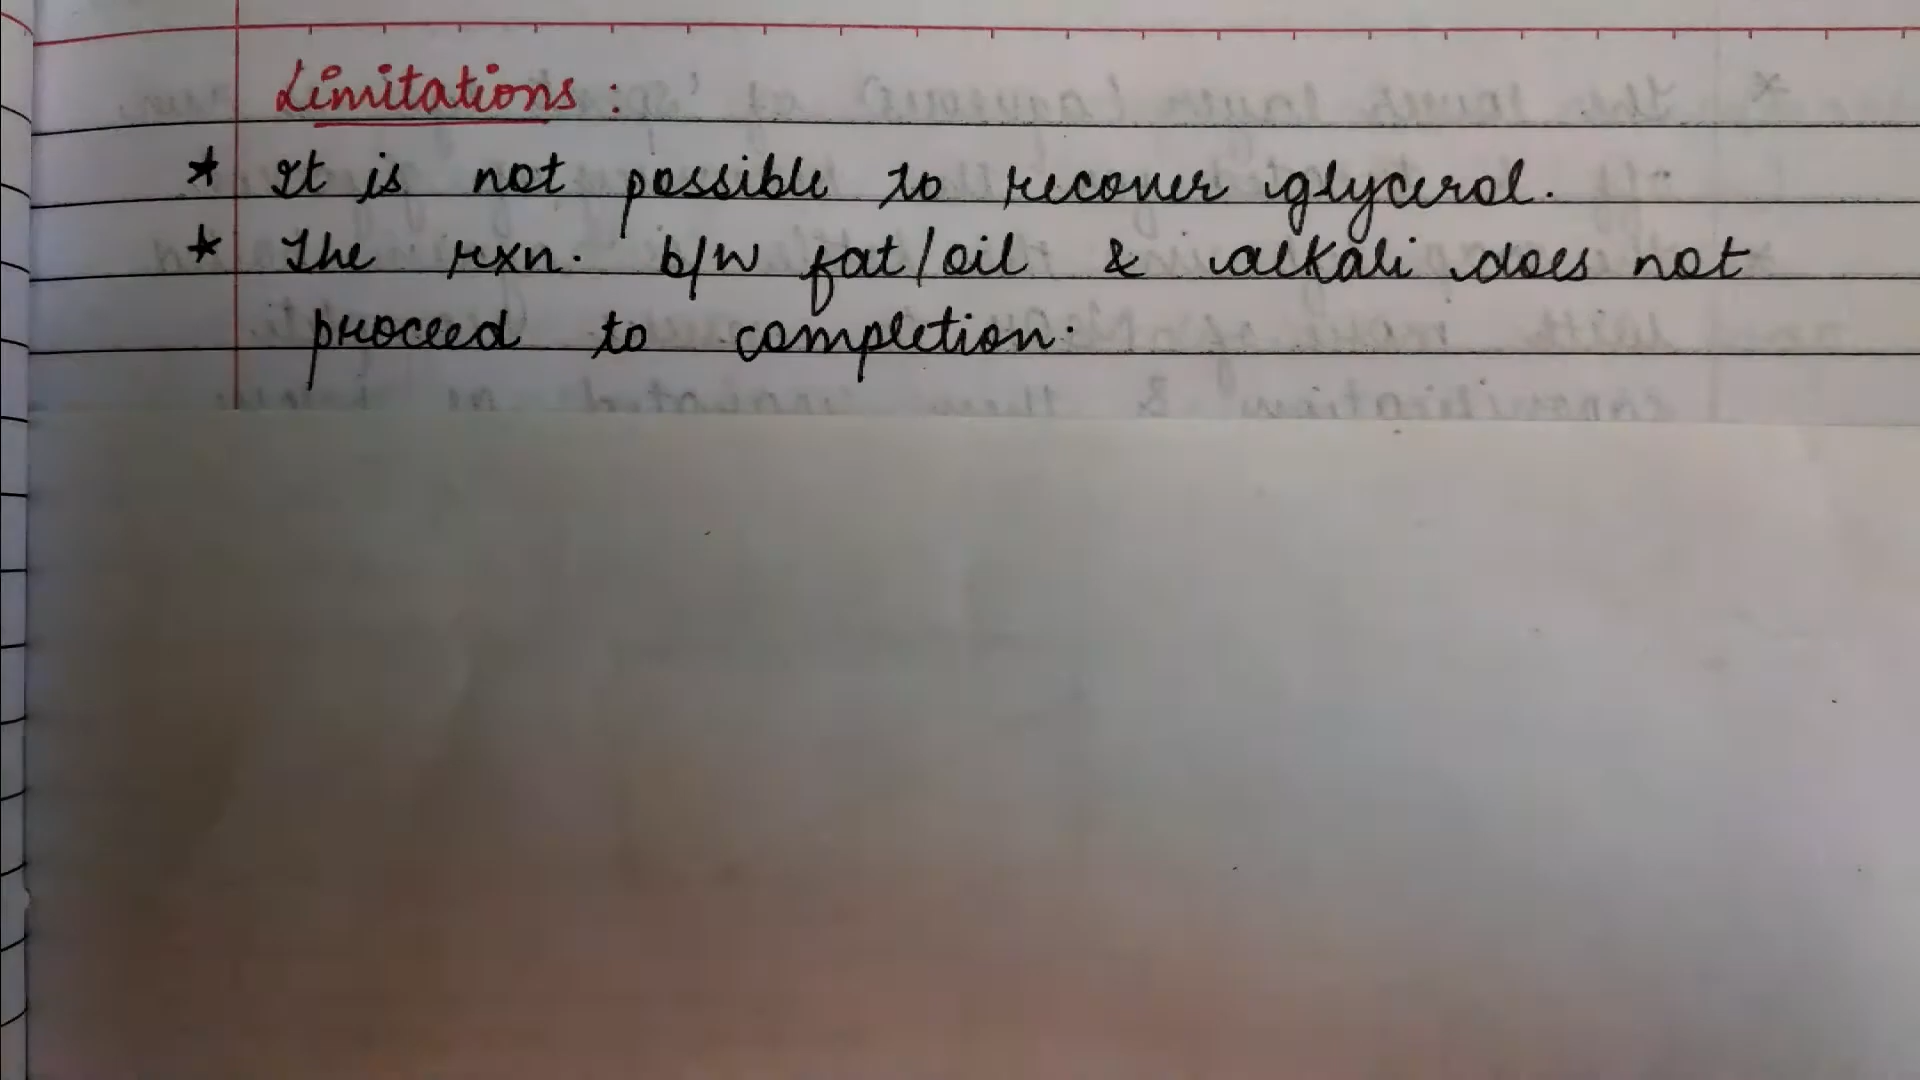 Limitations :
* It is not possible to recover glycerol.
* The rxn. b/w fat/oil & alkali does not
proceed to completion.